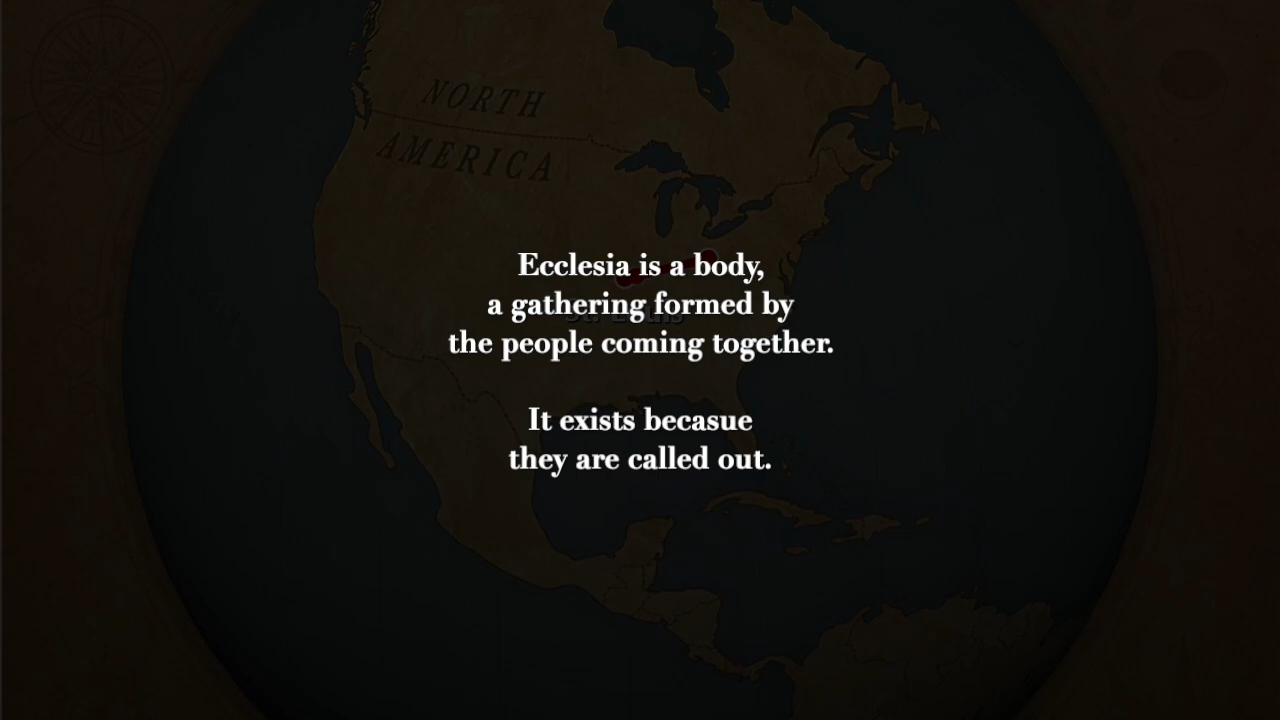 NORTH
AMERICA
Ecclesia is a body,
a gathering formed by
the people coming together.
It exists becasue
they are called out.